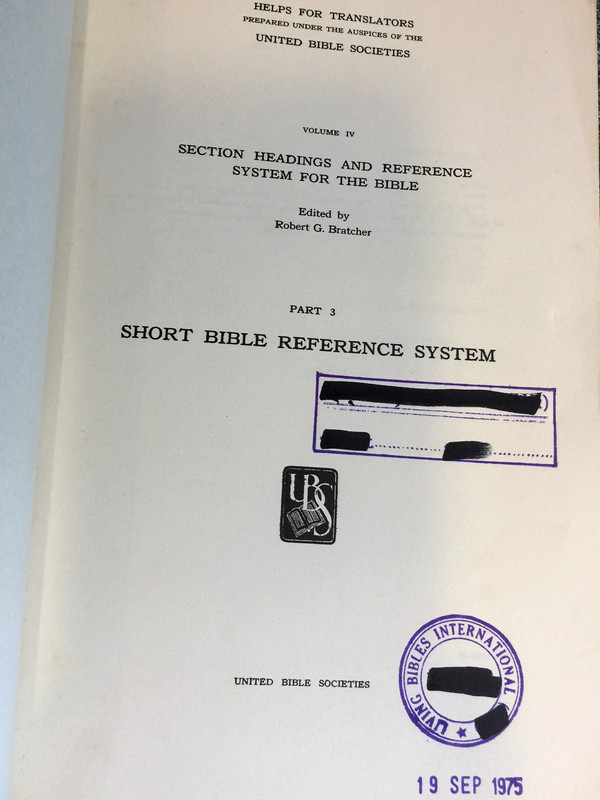 HELPS FOR TRANSLATORS
PREPARED UNDER THE AUSPICES OF THE
UNITED BIBLE SOCIETIES
VOLUME IV
SECTION HEADINGS AND REFERENCE
SYSTEM FOR THE BIBLE
Edited by
Robert G. Bratcher
PART 3
SHORT BIBLE REFERENCE SYSTEM
UBS
UNITED BIBLE SOCIETIES
LIVING BIBLES INTERNATIONAL
19 SEP 1975